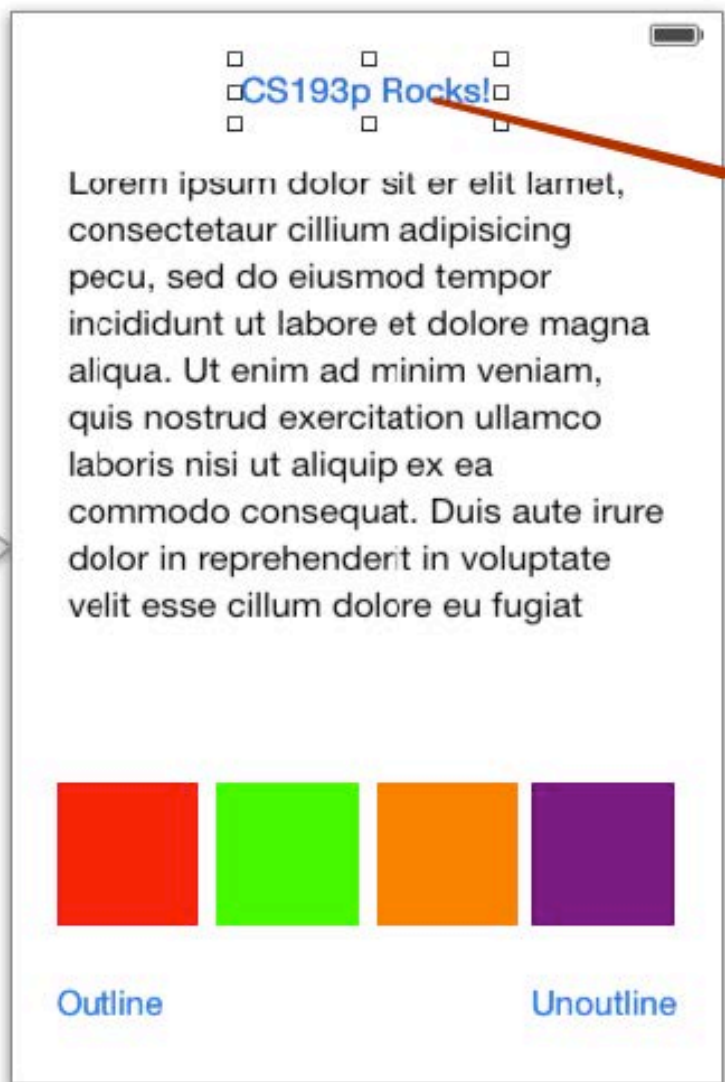 CS193p Rocks!
Lorem ipsum dolor sit er elit lamet,
consectetaur cillium adipisicing
pecu, sed do eiusmod tempor
incididunt ut labore et dolore magna
aliqua. Ut enim ad minim veniam,
quis nostrud exercitation ullamco
laboris nisi ut aliquip ex ea
commodo consequat. Duis aute irure
dolor in reprehenderit in voluptate
velit esse cillum dolore eu fugiat
Outline
Unoutline